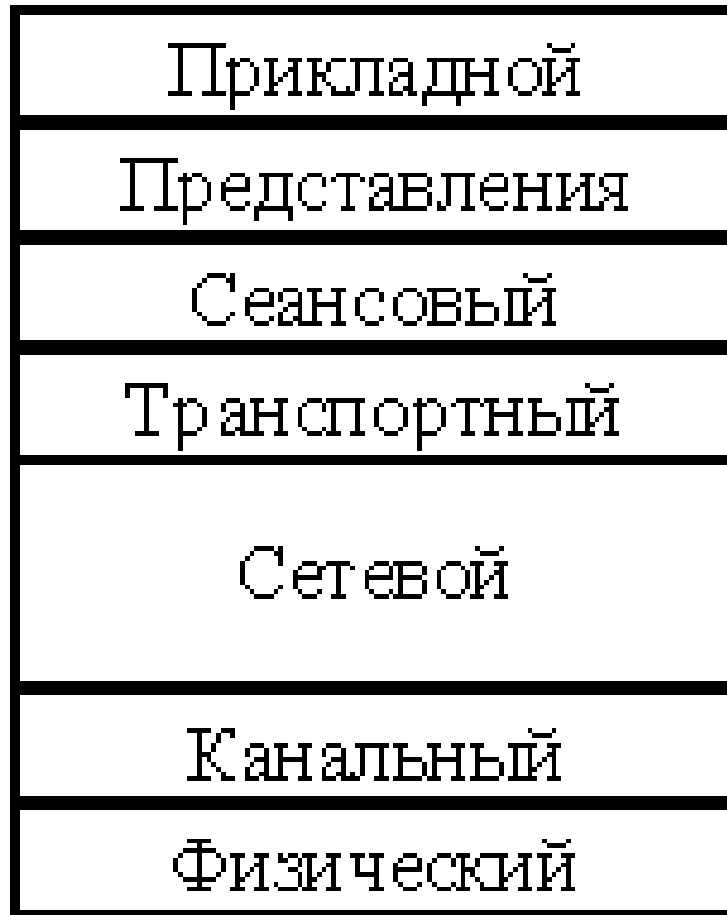 Прикладной
Представления
Сеансовый
Транспортный
Сетевой
Канальный
Физический